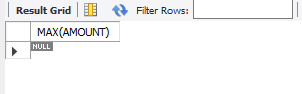 Result Grid Filter Rows:
MAX(AMOUNT)
NULL